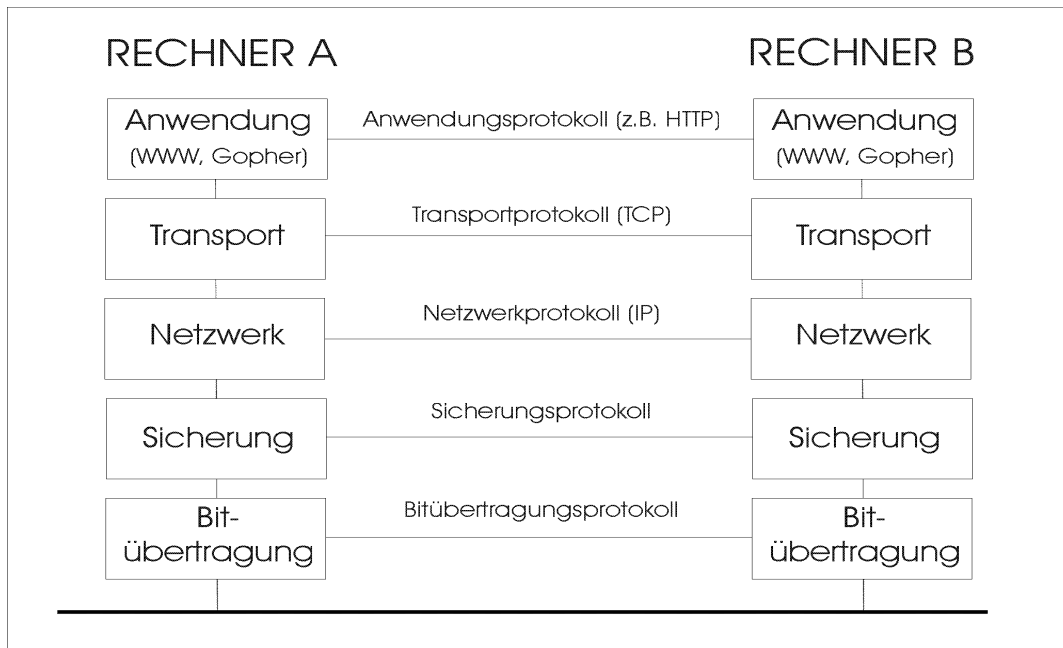 RECHNER A
RECHNER B
Anwendung
(WWW, Gopher)
Anwendungsprotokoll (z.B. HTTP)
Anwendung
(WWW, Gopher)
Transport
Transportprotokoll (TCP)
Transport
Netzwerk
Netzwerkprotokoll (IP)
Netzwerk
Sicherung
Sicherungsprotokoll
Sicherung
Bit-
übertragung
Bitübertragungsprotokoll
Bit-
übertragung